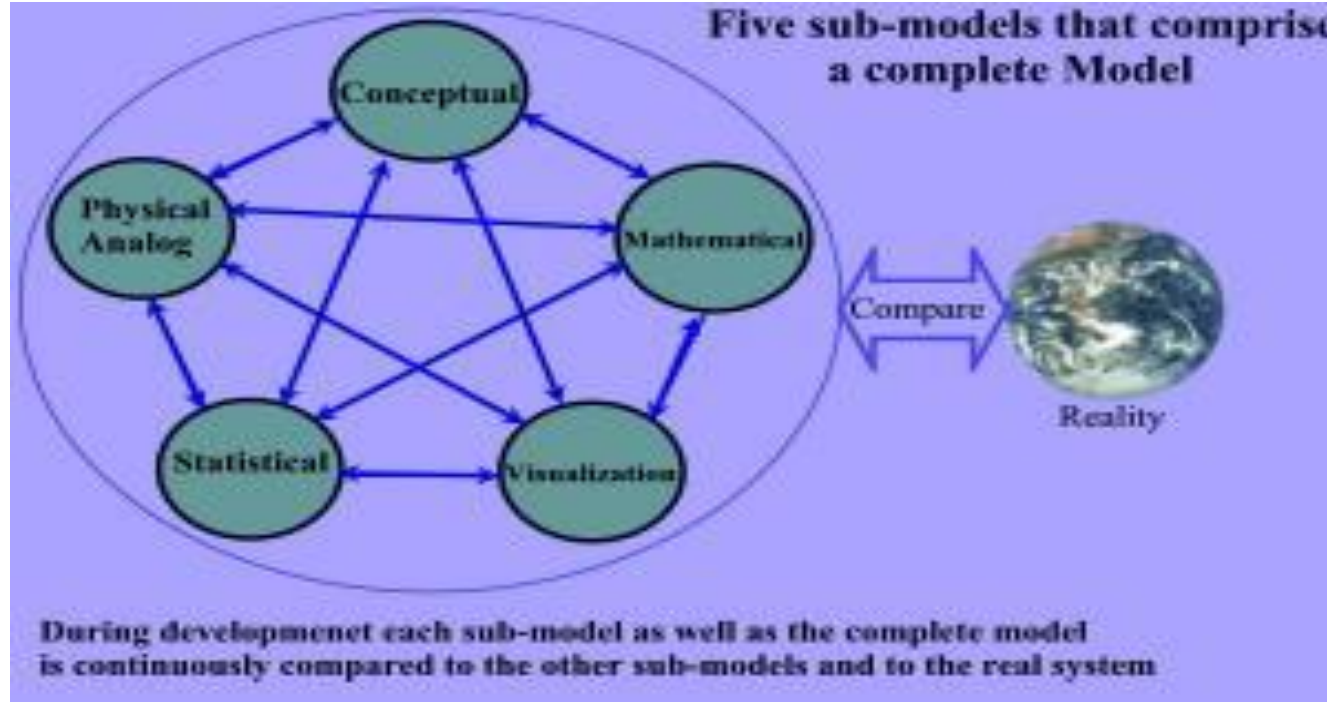 Five sub-models that comprise
a complete Model
Conceptual
Physical
Analog
Mathematical
Compare
Reality
Statistical
Visualization
During developmenet each sub-model as well as the complete model
is continuously compared to the other sub-models and to the real system